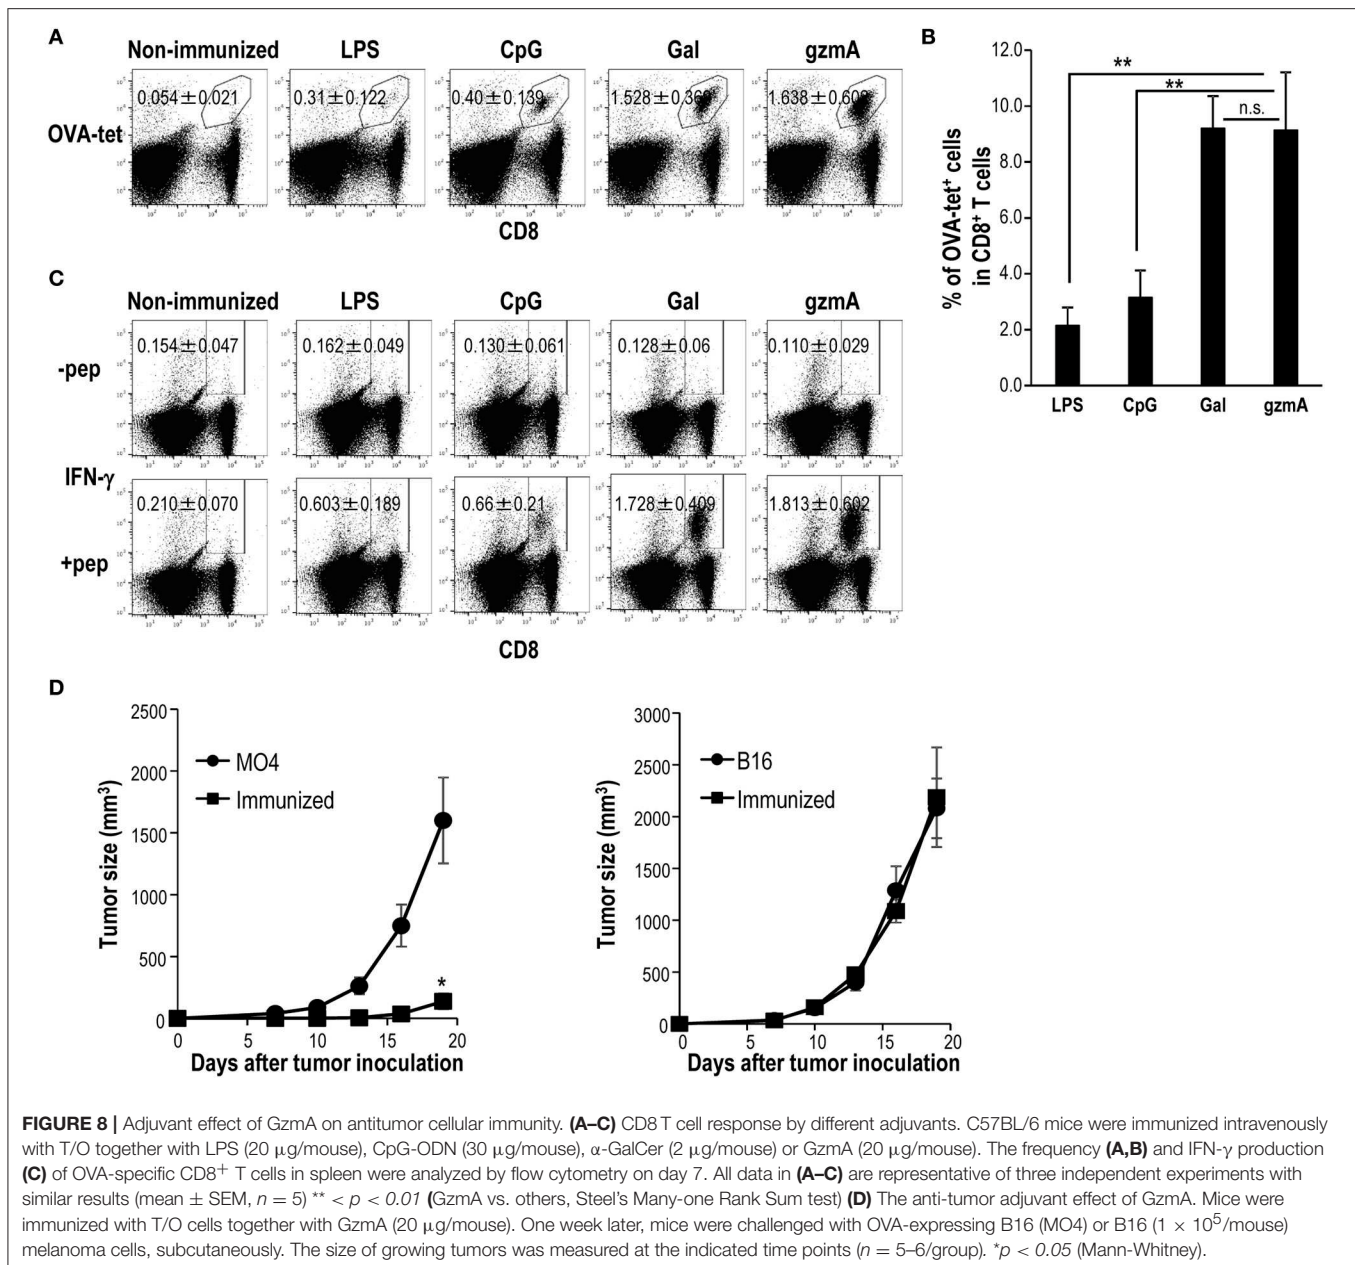 A
Non-immunized LPS CpG Gal gzmA
0.054±0.021 0.31±0.122 0.40±0.139 1.528±0.36 1.638±0.60
OVA-tet
CD8
B
% of OVA-tet⁺ cells
in CD8⁺ T cells
12.0
10.0
8.0
6.0
4.0
2.0
0.0
**
**
n.s.
LPS CpG Gal gzmA
C
Non-immunized LPS CpG Gal gzmA
-pep
0.154±0.047 0.162±0.049 0.130±0.061 0.128±0.06 0.110±0.029
IFN-γ
+pep
0.210±0.070 0.603±0.189 0.66±0.21 1.728±0.409 1.813±0.602
CD8
D
Tumor size (mm³)
2500
2000
1500
1000
500
0
MO4
Immunized
*
0 5 10 15 20
Days after tumor inoculation
Tumor size (mm³)
3000
2500
2000
1500
1000
500
0
B16
Immunized
0 5 10 15 20
Days after tumor inoculation
FIGURE 8 | Adjuvant effect of GzmA on antitumor cellular immunity. (A–C) CD8 T cell response by different adjuvants. C57BL/6 mice were immunized intravenously
with T/O together with LPS (20 μg/mouse), CpG-ODN (30 μg/mouse), α-GalCer (2 μg/mouse) or GzmA (20 μg/mouse). The frequency (A,B) and IFN-γ production
(C) of OVA-specific CD8⁺ T cells in spleen were analyzed by flow cytometry on day 7. All data in (A–C) are representative of three independent experiments with
similar results (mean ± SEM, n = 5) ** < p < 0.01 (GzmA vs. others, Steel's Many-one Rank Sum test) (D) The anti-tumor adjuvant effect of GzmA. Mice were
immunized with T/O cells together with GzmA (20 μg/mouse). One week later, mice were challenged with OVA-expressing B16 (MO4) or B16 (1 × 10⁵/mouse)
melanoma cells, subcutaneously. The size of growing tumors was measured at the indicated time points (n = 5–6/group). *p < 0.05 (Mann-Whitney).